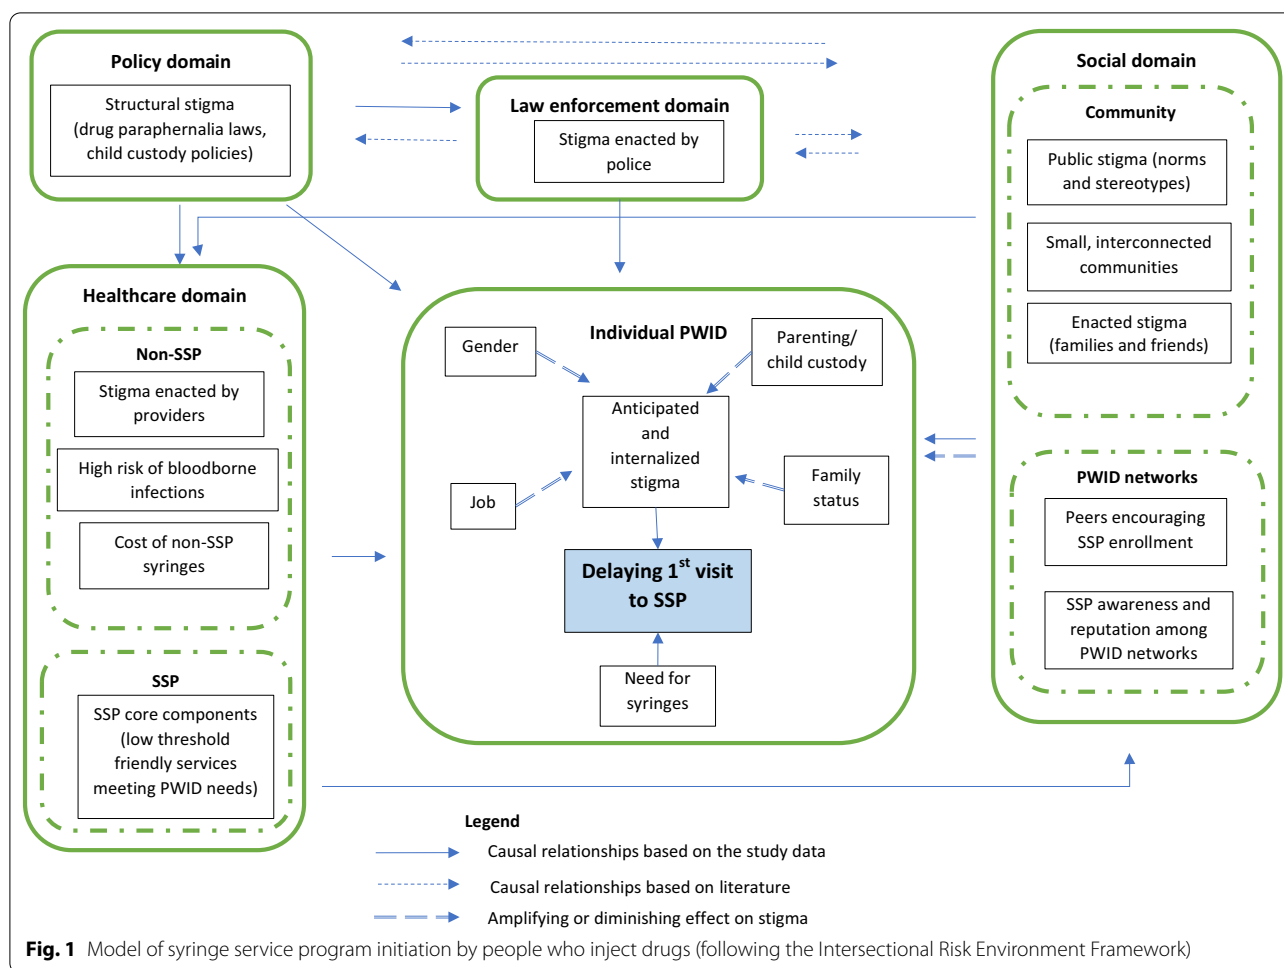 Policy domain
Structural stigma
(drug paraphernalia laws,
child custody policies)
Law enforcement domain
Stigma enacted by
police
Social domain
Community
Public stigma (norms
and stereotypes)
Small, interconnected
communities
Enacted stigma
(families and friends)
PWID networks
Peers encouraging
SSP enrollment
SSP awareness and
reputation among
PWID networks
Healthcare domain
Non-SSP
Stigma enacted by
providers
High risk of bloodborne
infections
Cost of non-SSP
syringes
SSP
SSP core components
(low threshold
friendly services
meeting PWID needs)
Individual PWID
Gender
Parenting/
child custody
Anticipated
and
internalized
stigma
Job
Family
status
Delaying 1st visit
to SSP
Need for
syringes
Legend
Causal relationships based on the study data
Causal relationships based on literature
Amplifying or diminishing effect on stigma
Fig. 1 Model of syringe service program initiation by people who inject drugs (following the Intersectional Risk Environment Framework)